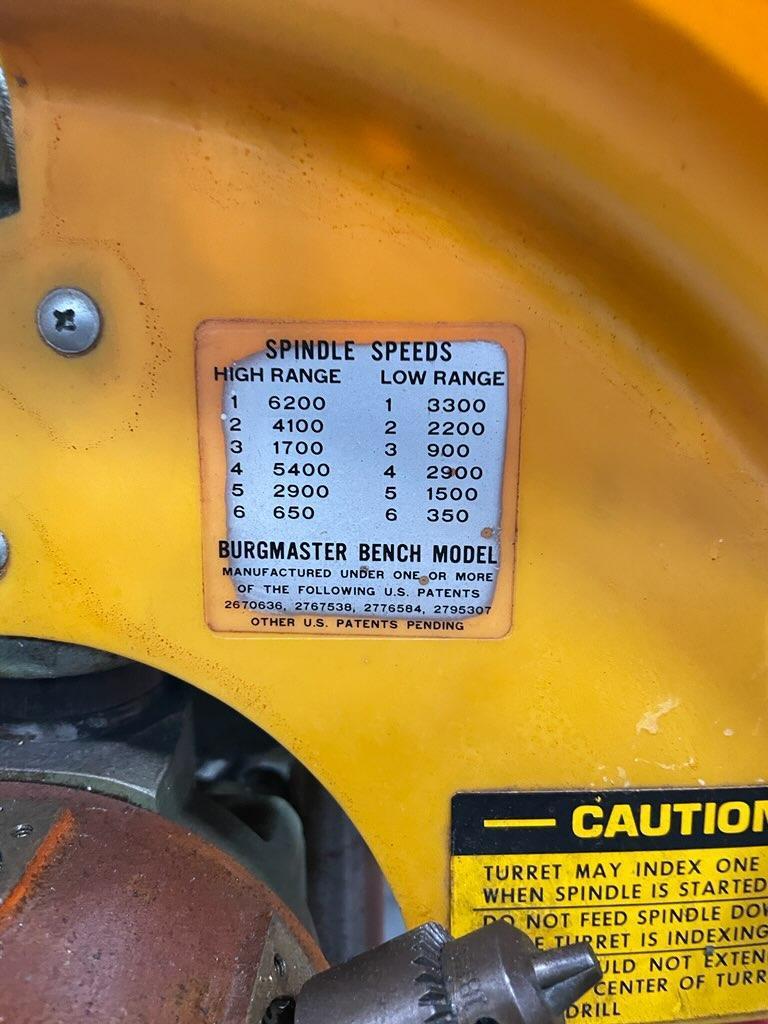 SPINDLE SPEEDS
HIGH RANGE LOW RANGE
1 6200 1 3300
2 4100 2 2200
3 1700 3 900
4 5400 4 2900
5 2900 5 1500
6 650 6 350
BURGMASTER BENCH MODEL
MANUFACTURED UNDER ONE OR MORE
OF THE FOLLOWING U.S. PATENTS
2670636, 2767538, 2776584, 2795307
OTHER U.S. PATENTS PENDING
— CAUTION
TURRET MAY INDEX ONE
WHEN SPINDLE IS STARTED
DO NOT FEED SPINDLE
TURRET IS INDEXING
NOT
CENTER OF
DRILL